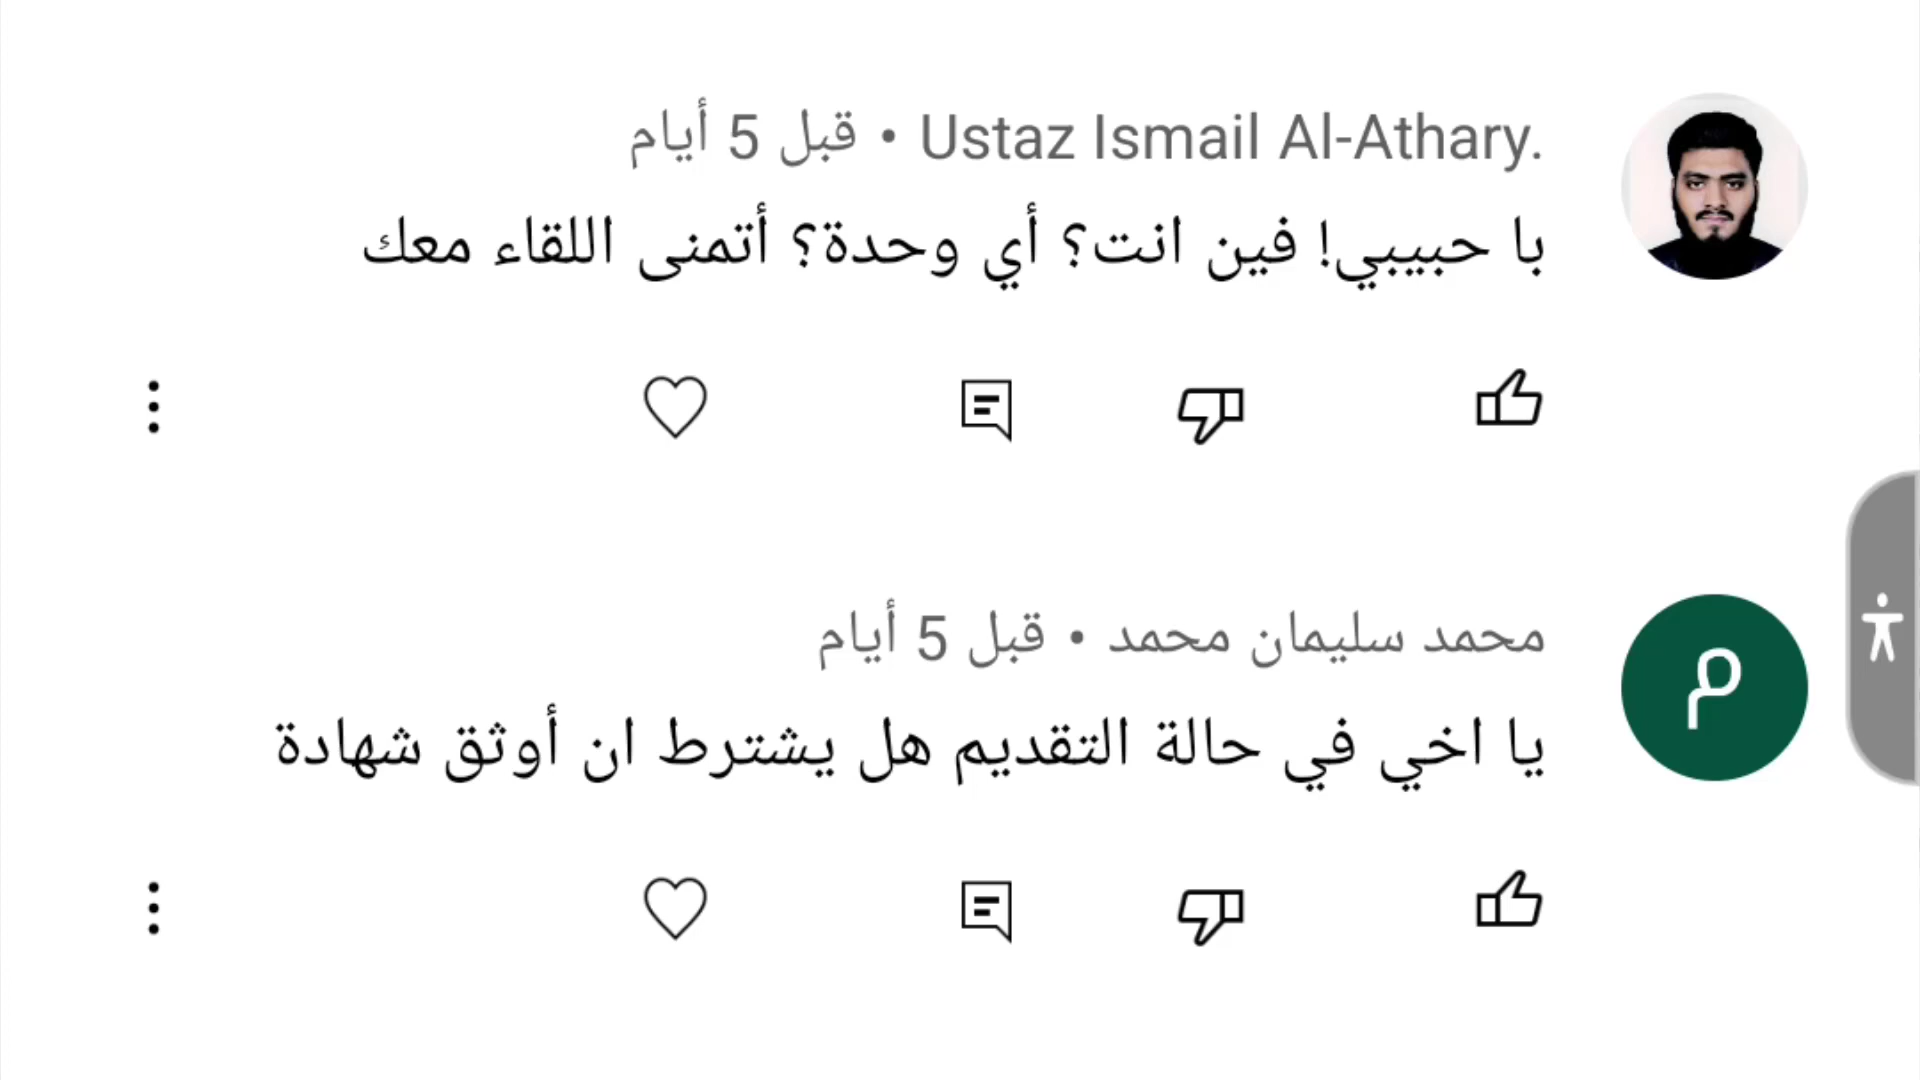 Ustaz Ismail Al-Athary. • قبل 5 أيام
با حبيبي! فين انت؟ أي وحدة؟ أتمنى اللقاء معك
محمد سليمان محمد • قبل 5 أيام
م
يا اخي في حالة التقديم هل يشترط ان أوثق شهادة